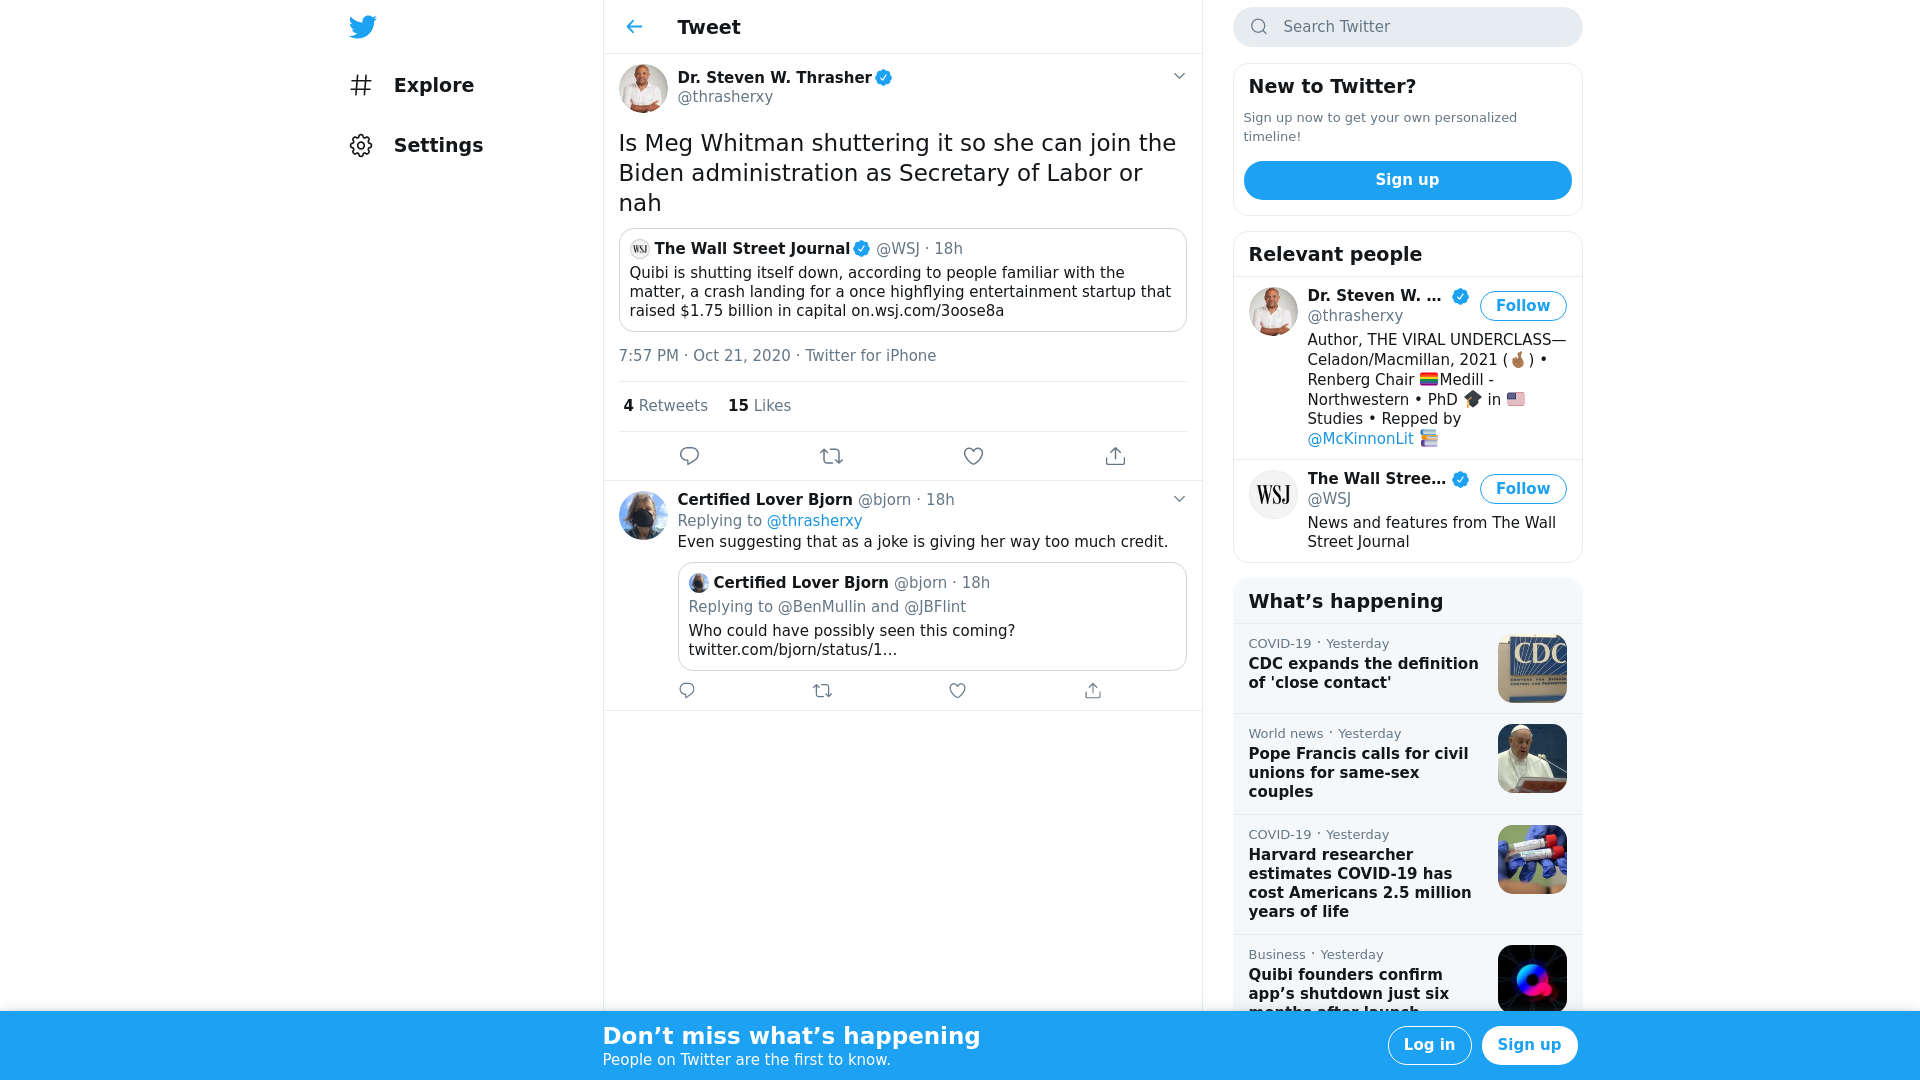 Explore
Settings
Tweet
Dr. Steven W. Thrasher
@thrasherxy
Is Meg Whitman shuttering it so she can join the
Biden administration as Secretary of Labor or
nah
WSJ The Wall Street Journal @WSJ · 18h
Quibi is shutting itself down, according to people familiar with the
matter, a crash landing for a once highflying entertainment startup that
raised $1.75 billion in capital on.wsj.com/3oose8a
7:57 PM · Oct 21, 2020 · Twitter for iPhone
4 Retweets 15 Likes
Certified Lover Bjorn @bjorn · 18h
Replying to @thrasherxy
Even suggesting that as a joke is giving her way too much credit.
Certified Lover Bjorn @bjorn · 18h
Replying to @BenMullin and @JBFlint
Who could have possibly seen this coming?
twitter.com/bjorn/status/1…
Search Twitter
New to Twitter?
Sign up now to get your own personalized
timeline!
Sign up
Relevant people
Dr. Steven W. …
@thrasherxy
Follow
Author, THE VIRAL UNDERCLASS—
Celadon/Macmillan, 2021 (🤞🏾) •
Renberg Chair 🏳️‍🌈Medill -
Northwestern • PhD 🎓 in 🇺🇸
Studies • Repped by
@McKinnonLit 📚
WSJ
The Wall Stree…
@WSJ
Follow
News and features from The Wall
Street Journal
What’s happening
COVID-19 · Yesterday
CDC expands the definition
of 'close contact'
CDC
World news · Yesterday
Pope Francis calls for civil
unions for same-sex
couples
COVID-19 · Yesterday
Harvard researcher
estimates COVID-19 has
cost Americans 2.5 million
years of life
Business · Yesterday
Quibi founders confirm
app’s shutdown just six
months after launch
Don’t miss what’s happening
People on Twitter are the first to know.
Log in
Sign up